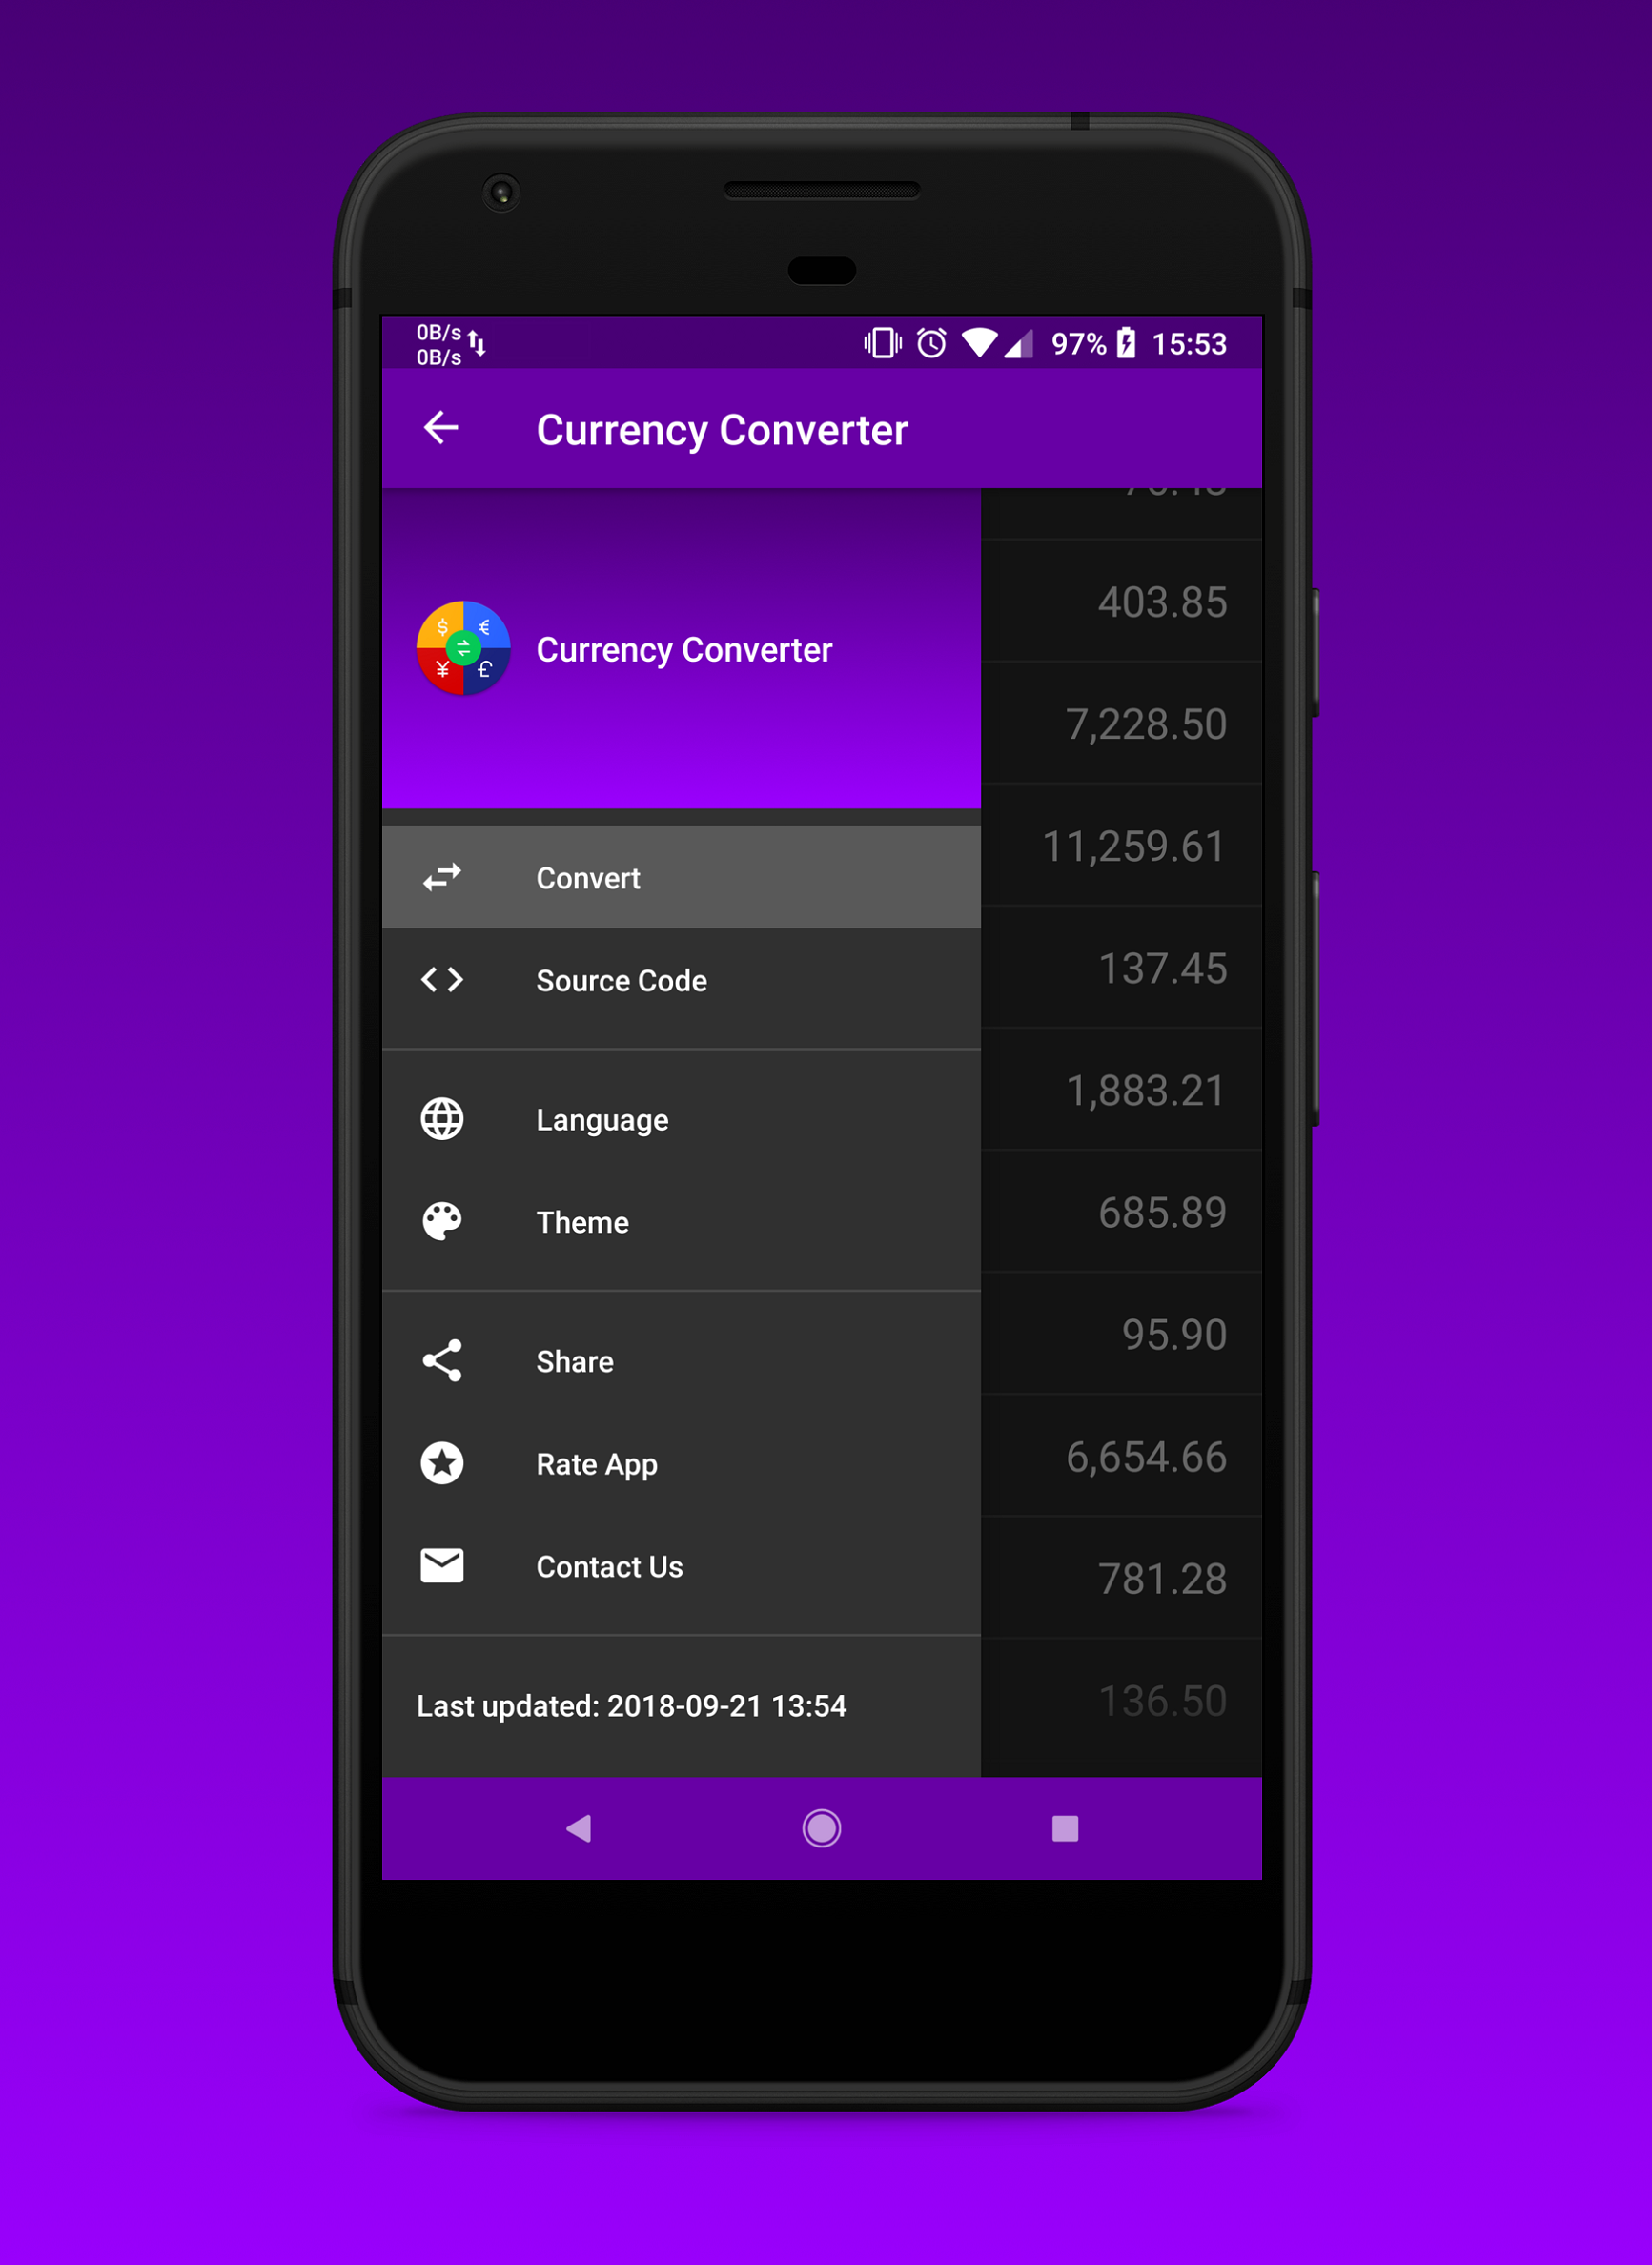 0B/s
0B/s
97% 15:53
Currency Converter
$ €
¥ £
Currency Converter
403.85
7,228.50
Convert
11,259.61
Source Code
137.45
Language
1,883.21
Theme
685.89
Share
95.90
Rate App
6,654.66
Contact Us
781.28
Last updated: 2018-09-21 13:54
136.50